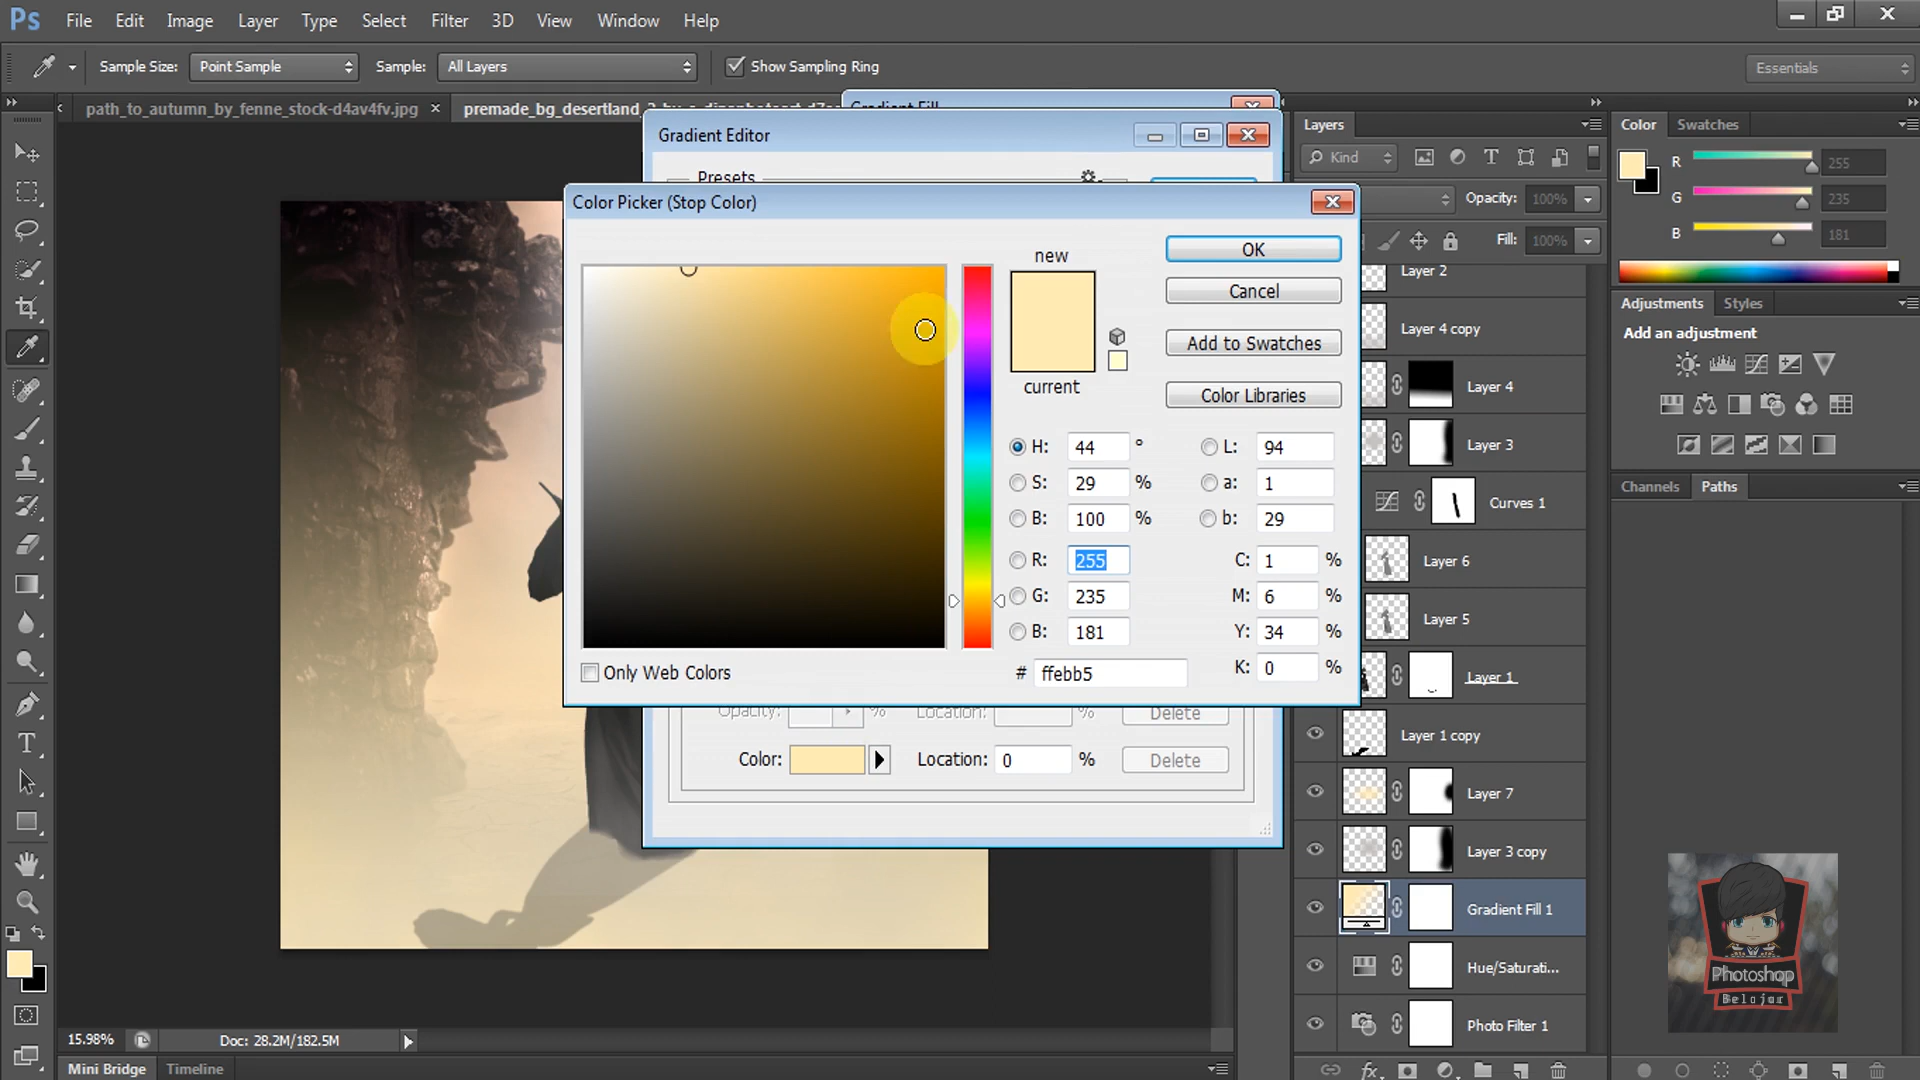 Ps File Edit Image Layer Type Select Filter 3D View Window Help
Sample Size: Point Sample Sample: All Layers Show Sampling Ring Essentials
path_to_autumn_by_fenne_stock-d4av4fv.jpg
Gradient Editor
Presets
Color Picker (Stop Color)
new
current
OK
Cancel
Add to Swatches
Color Libraries
H: 44 °
S: 29 %
B: 100 %
R: 255
G: 235
B: 181
# ffebb5
L: 94
a: 1
b: 29
C: 1 %
M: 6 %
Y: 34 %
K: 0 %
Only Web Colors
Opacity: % Location: % Delete
Color: Location: 0 % Delete
Layers
Kind
Opacity: 100%
Fill: 100%
Layer 2
Layer 4 copy
Layer 4
Layer 3
Curves 1
Layer 6
Layer 5
Layer 1
Layer 1 copy
Layer 7
Layer 3 copy
Gradient Fill 1
Hue/Saturati...
Photo Filter 1
Color Swatches
R 255
G 235
B 181
Adjustments Styles
Add an adjustment
Channels Paths
Photoshop
Belajar
15.98% Doc: 28.2M/182.5M
Mini Bridge Timeline